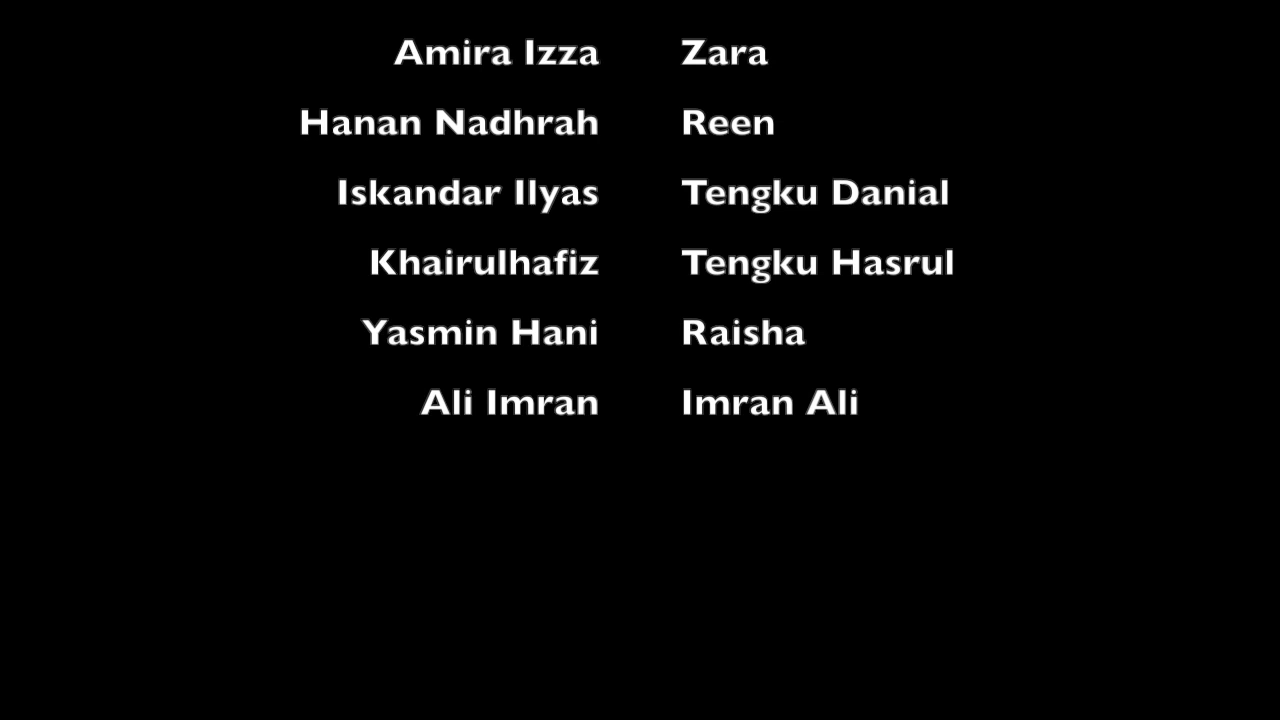 Amira Izza Zara
Hanan Nadhrah Reen
Iskandar Ilyas Tengku Danial
Khairulhafiz Tengku Hasrul
Yasmin Hani Raisha
Ali Imran Imran Ali